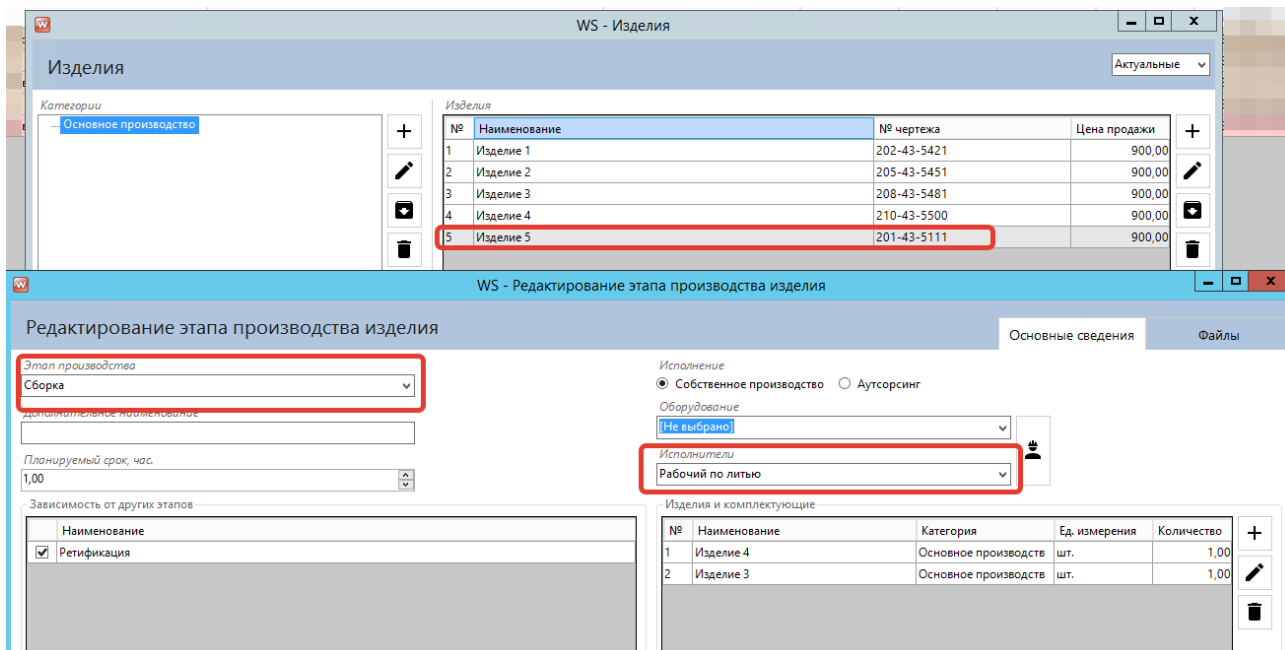 WS - Изделия
Изделия
Актуальные
Категории
Изделия
Основное производство
№ Наименование № чертежа Цена продажи
1 Изделие 1 202-43-5421 900,00
2 Изделие 2 205-43-5451 900,00
3 Изделие 3 208-43-5481 900,00
4 Изделие 4 210-43-5500 900,00
5 Изделие 5 201-43-5111 900,00
WS - Редактирование этапа производства изделия
Редактирование этапа производства изделия
Основные сведения Файлы
Этап производства
Сборка
Дополнительное наименование
Планируемый срок, час.
1,00
Исполнение
Собственное производство Аутсорсинг
Оборудование
[Не выбрано]
Исполнители
Рабочий по литью
Зависимость от других этапов
Наименование
Ретификация
Изделия и комплектующие
№ Наименование Категория Ед. измерения Количество
1 Изделие 4 Основное производств шт. 1,00
2 Изделие 3 Основное производств шт. 1,00